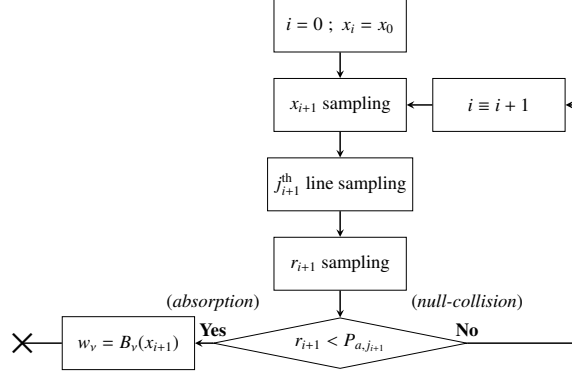 i = 0 ; x_i = x_0
x_{i+1} sampling
i ≡ i + 1
j^{th}_{i+1} line sampling
r_{i+1} sampling
(absorption)
(null-collision)
Yes
No
w_ν = B_ν(x_{i+1})
r_{i+1} < P_{a,j_{i+1}}